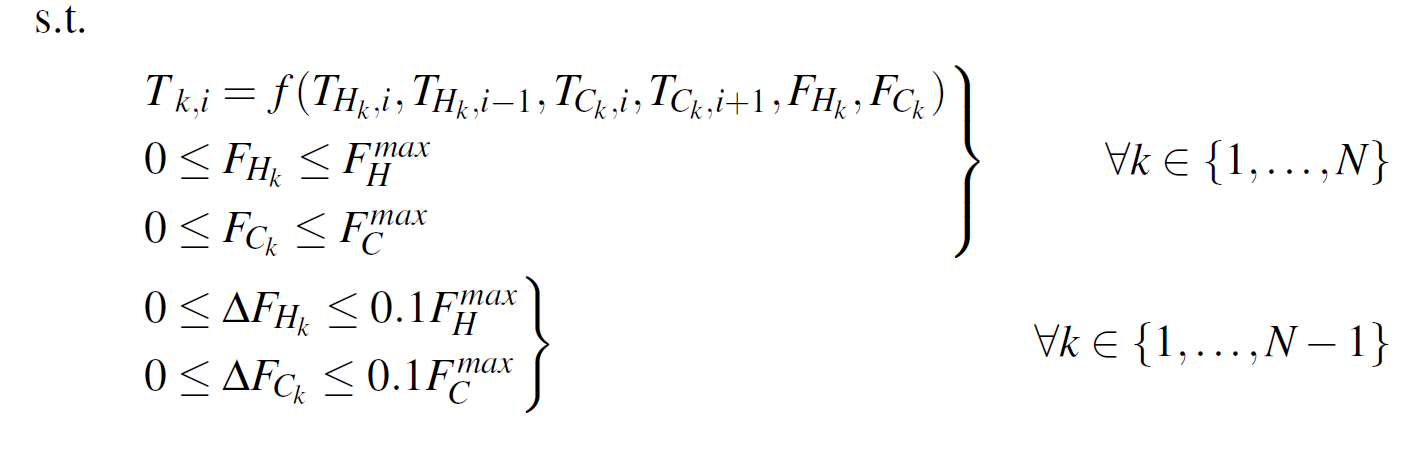 s.t.
T_{k,i} = f(T_{H_k,i}, T_{H_k,i−1}, T_{C_k,i}, T_{C_k,i+1}, F_{H_k}, F_{C_k})
0 ≤ F_{H_k} ≤ F_H^{max} ∀k ∈ {1,…,N}
0 ≤ F_{C_k} ≤ F_C^{max}
0 ≤ ΔF_{H_k} ≤ 0.1F_H^{max}
∀k ∈ {1,…,N − 1}
0 ≤ ΔF_{C_k} ≤ 0.1F_C^{max}